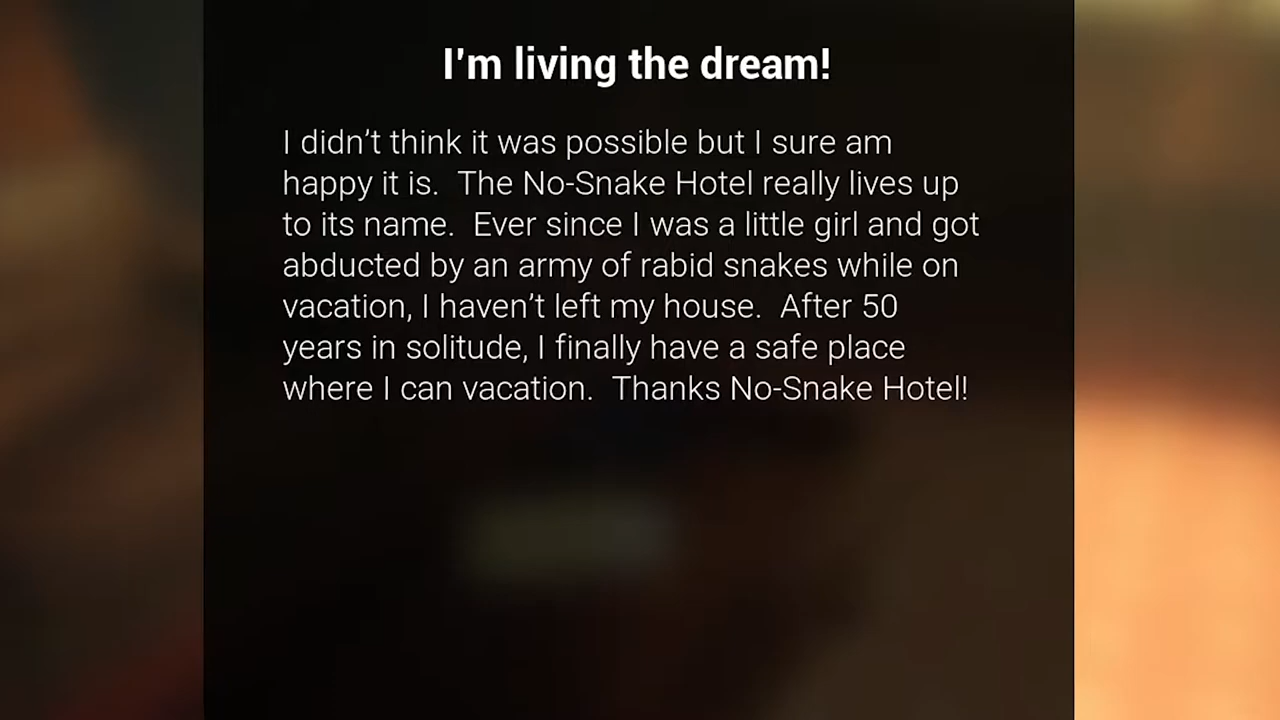 I'm living the dream!
I didn’t think it was possible but I sure am
happy it is.  The No-Snake Hotel really lives up
to its name.  Ever since I was a little girl and got
abducted by an army of rabid snakes while on
vacation, I haven’t left my house.  After 50
years in solitude, I finally have a safe place
where I can vacation.  Thanks No-Snake Hotel!